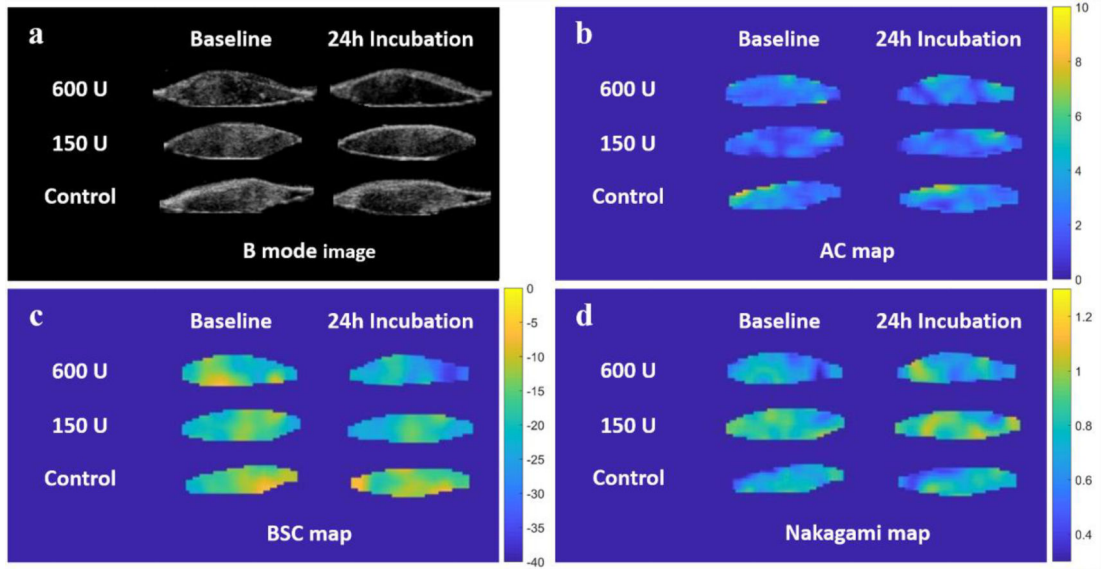 a
Baseline 24h Incubation
600 U
150 U
Control
B mode image
b
Baseline 24h Incubation
600 U
150 U
Control
AC map
10
8
6
4
2
0
c
Baseline 24h Incubation
600 U
150 U
Control
BSC map
0
-5
-10
-15
-20
-25
-30
-35
-40
d
Baseline 24h Incubation
600 U
150 U
Control
Nakagami map
1.2
1
0.8
0.6
0.4